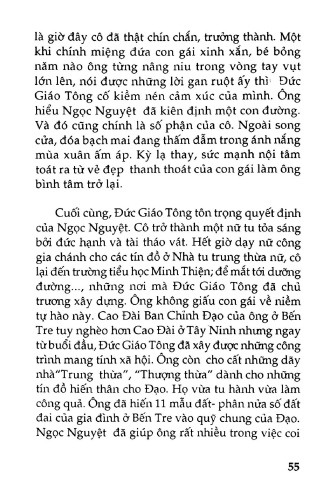 là giờ đây cô đã thật chín chắn, trưởng thành. Một
khi chính miệng đứa con gái xinh xắn, bé bỏng
năm nào ông từng nâng niu trong vòng tay vụt
lớn lên, nói được những lời gan ruột ấy thì Đức
Giáo Tông cố kiềm nén cảm xúc của mình. Ông
hiểu Ngọc Nguyệt đã kiên định một con đường.
Và đó cũng chính là số phận của cô. Ngoài song
cửa, đóa bạch mai đang thấm đẫm trong ánh nắng
mùa xuân ấm áp. Kỳ lạ thay, sức mạnh nội tâm
toát ra từ vẻ đẹp thanh thoát của con gái làm ông
bình tâm trở lại.
Cuối cùng, Đức Giáo Tông tôn trọng quyết định
của Ngọc Nguyệt. Cô trở thành một nữ tu tỏa sáng
bởi đức hạnh và tài tháo vát. Hết giờ dạy nữ công
gia chánh cho các tín đồ ở Nhà tu trung thừa nữ, cô
lại đến trường tiểu học Minh Thiện; để mắt tới dưỡng
đường..., những nơi mà Đức Giáo Tông đã chủ
trương xây dựng. Ông không giấu con gái về niềm
tự hào này. Cao Đài Ban Chỉnh Đạo của ông ở Bến
Tre tuy nghèo hơn Cao Đài ở Tây Ninh nhưng ngay
từ buổi đầu, Đức Giáo Tông đã xây được những công
trình mang tính xã hội. Ông còn cho cất những dãy
nhà"Trung thừa", "Thượng thừa" dành cho những
tín đồ hiến thân cho Đạo. Họ vừa tu hành vừa làm
công quả. Ông đã hiến 11 mẫu đất- phân nửa số đất
đai của gia đình ở Bến Tre vào quỹ chung của Đạo.
Ngọc Nguyệt đã giúp ông rất nhiều trong việc coi
55